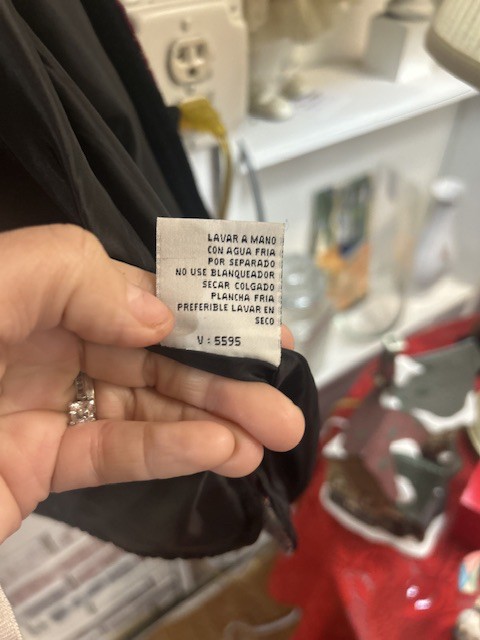 LAVAR A MANO
CON AGUA FRIA
POR SEPARADO
NO USE BLANQUEADOR
SECAR COLGADO
PLANCHA FRIA
PREFERIBLE LAVAR EN
SECO
V: 5595